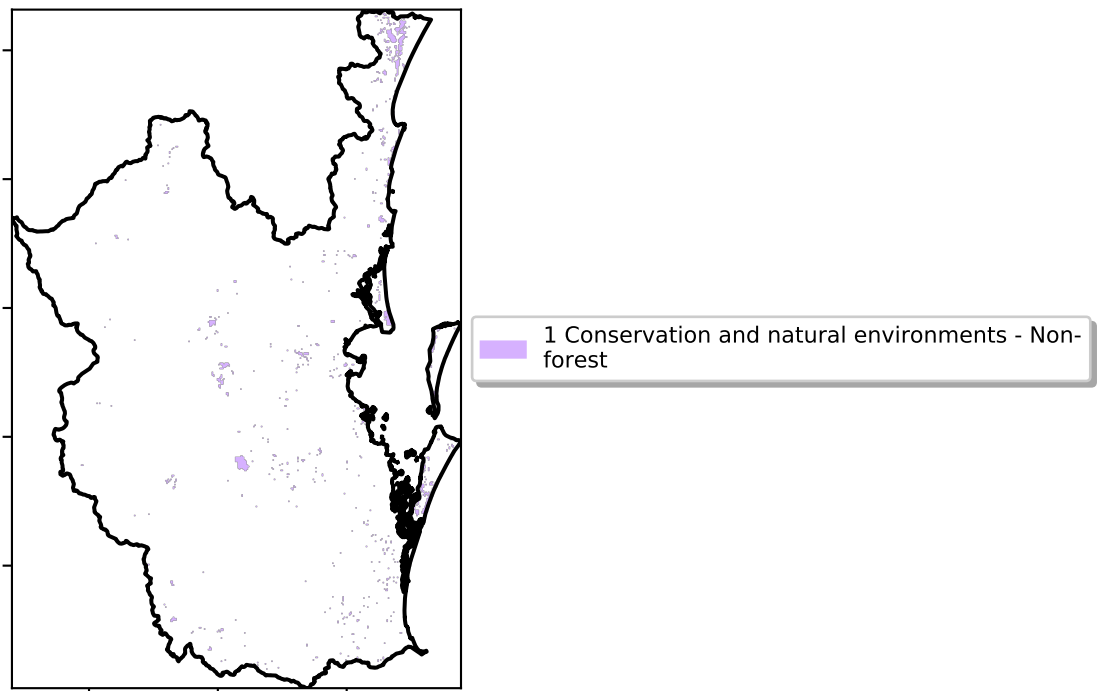 1 Conservation and natural environments - Non-
forest